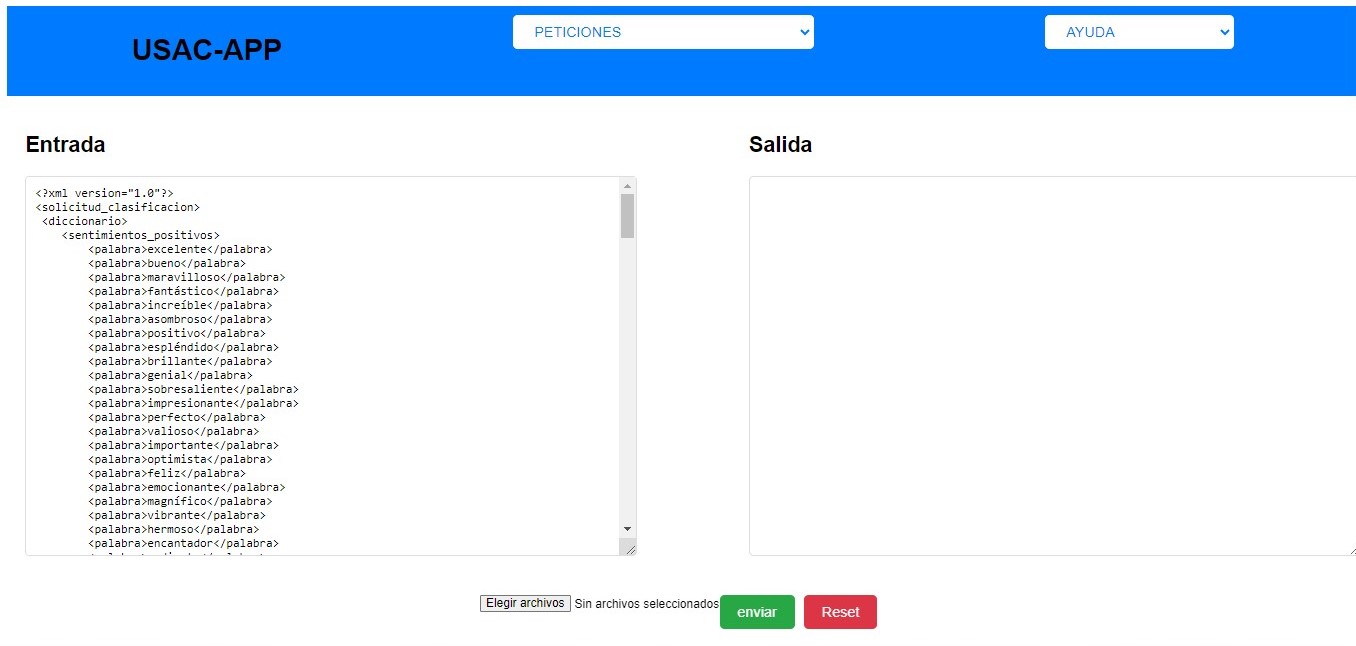 USAC-APP
PETICIONES
AYUDA
Entrada
Salida
<?xml version="1.0"?>
<solicitud_clasificacion>
<diccionario>
<sentimientos_positivos>
<palabra>excelente</palabra>
<palabra>bueno</palabra>
<palabra>maravilloso</palabra>
<palabra>fantástico</palabra>
<palabra>increíble</palabra>
<palabra>asombroso</palabra>
<palabra>positivo</palabra>
<palabra>espléndido</palabra>
<palabra>brillante</palabra>
<palabra>genial</palabra>
<palabra>sobresaliente</palabra>
<palabra>impresionante</palabra>
<palabra>perfecto</palabra>
<palabra>valioso</palabra>
<palabra>importante</palabra>
<palabra>optimista</palabra>
<palabra>feliz</palabra>
<palabra>emocionante</palabra>
<palabra>magnífico</palabra>
<palabra>vibrante</palabra>
<palabra>hermoso</palabra>
<palabra>encantador</palabra>
Elegir archivos Sin archivos seleccionados enviar Reset